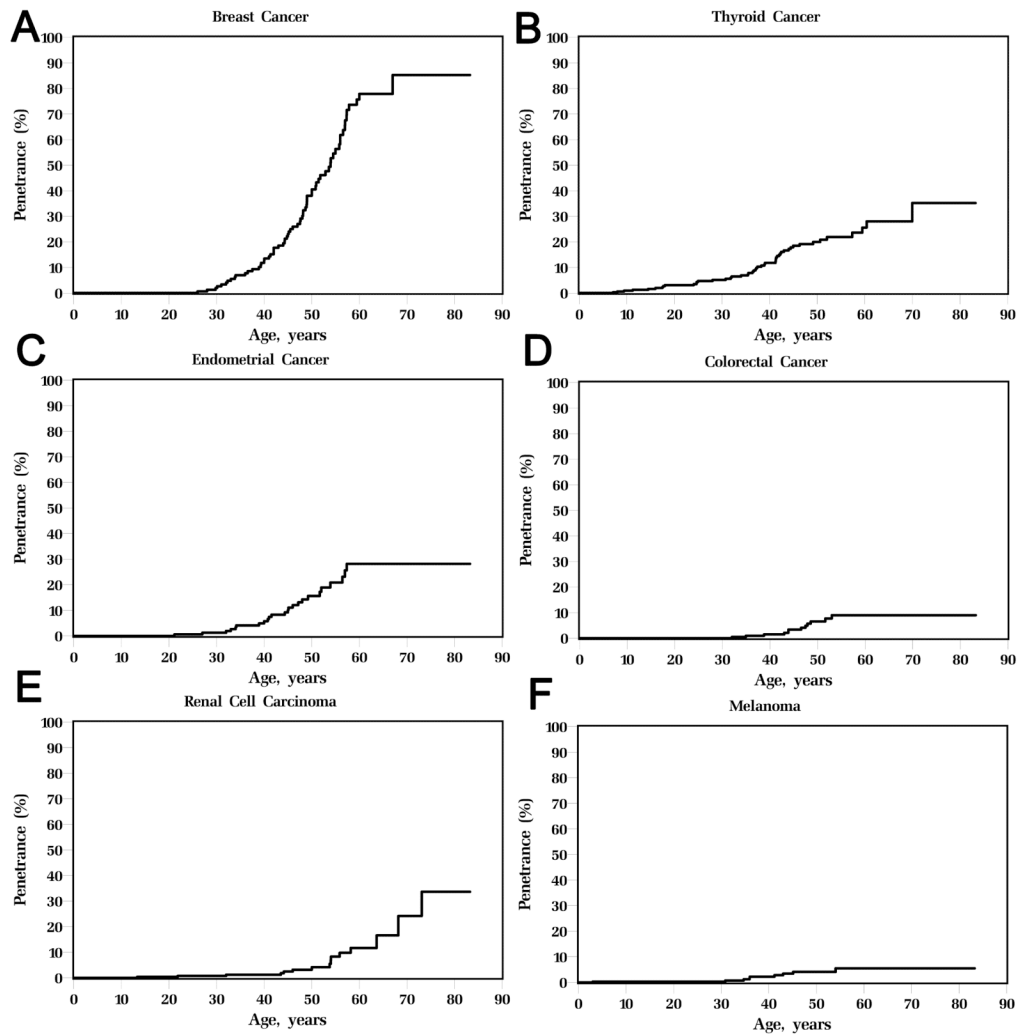 A
Breast Cancer
100
90
80
70
60
50
40
30
20
10
0
Penetrance (%)
0 10 20 30 40 50 60 70 80 90
Age, years
B
Thyroid Cancer
100
90
80
70
60
50
40
30
20
10
0
Penetrance (%)
0 10 20 30 40 50 60 70 80 90
Age, years
C
Endometrial Cancer
100
90
80
70
60
50
40
30
20
10
0
Penetrance (%)
0 10 20 30 40 50 60 70 80 90
Age, years
D
Colorectal Cancer
100
90
80
70
60
50
40
30
20
10
0
Penetrance (%)
0 10 20 30 40 50 60 70 80 90
Age, years
E
Renal Cell Carcinoma
100
90
80
70
60
50
40
30
20
10
0
Penetrance (%)
0 10 20 30 40 50 60 70 80 90
Age, years
F
Melanoma
100
90
80
70
60
50
40
30
20
10
0
Penetrance (%)
0 10 20 30 40 50 60 70 80 90
Age, years